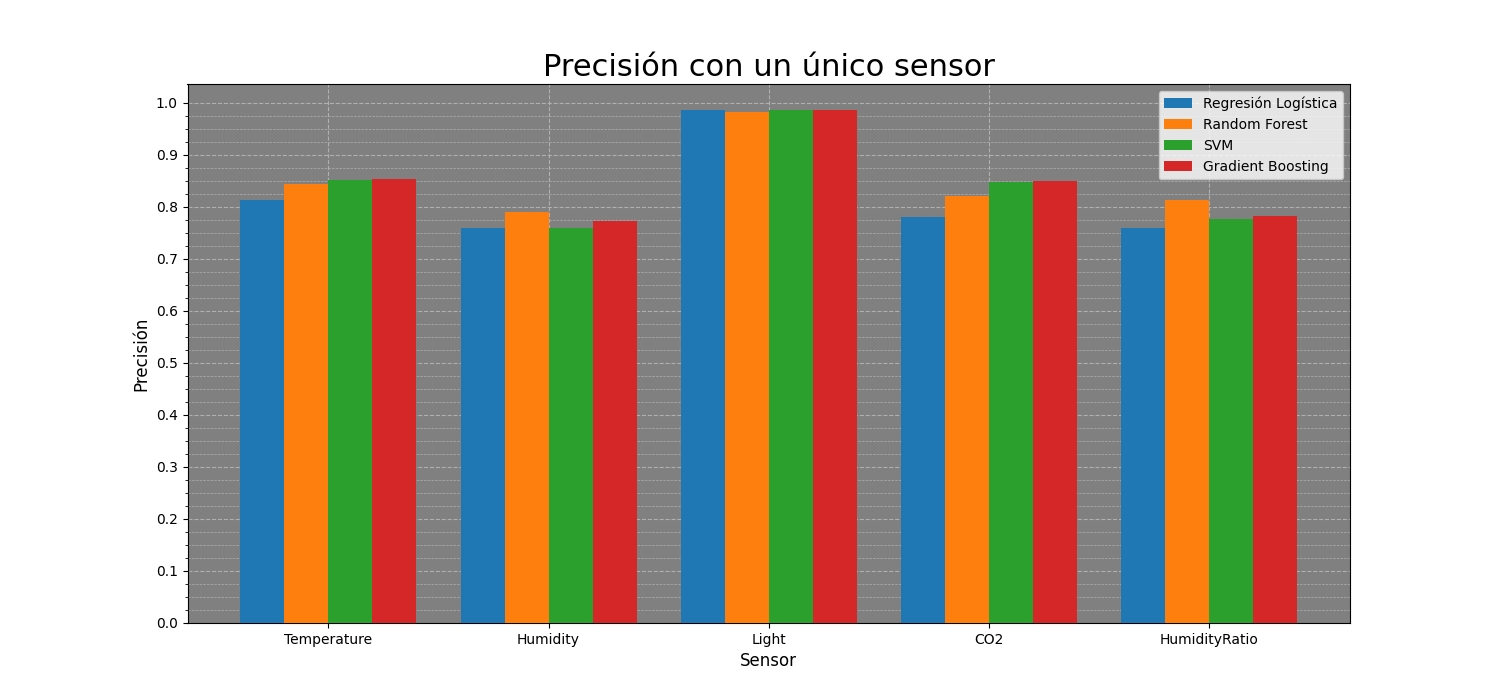 Precisión con un único sensor
Regresión Logística
Random Forest
SVM
Gradient Boosting
Precisión
1.0
0.9
0.8
0.7
0.6
0.5
0.4
0.3
0.2
0.1
0.0
Temperature
Humidity
Light
CO2
HumidityRatio
Sensor